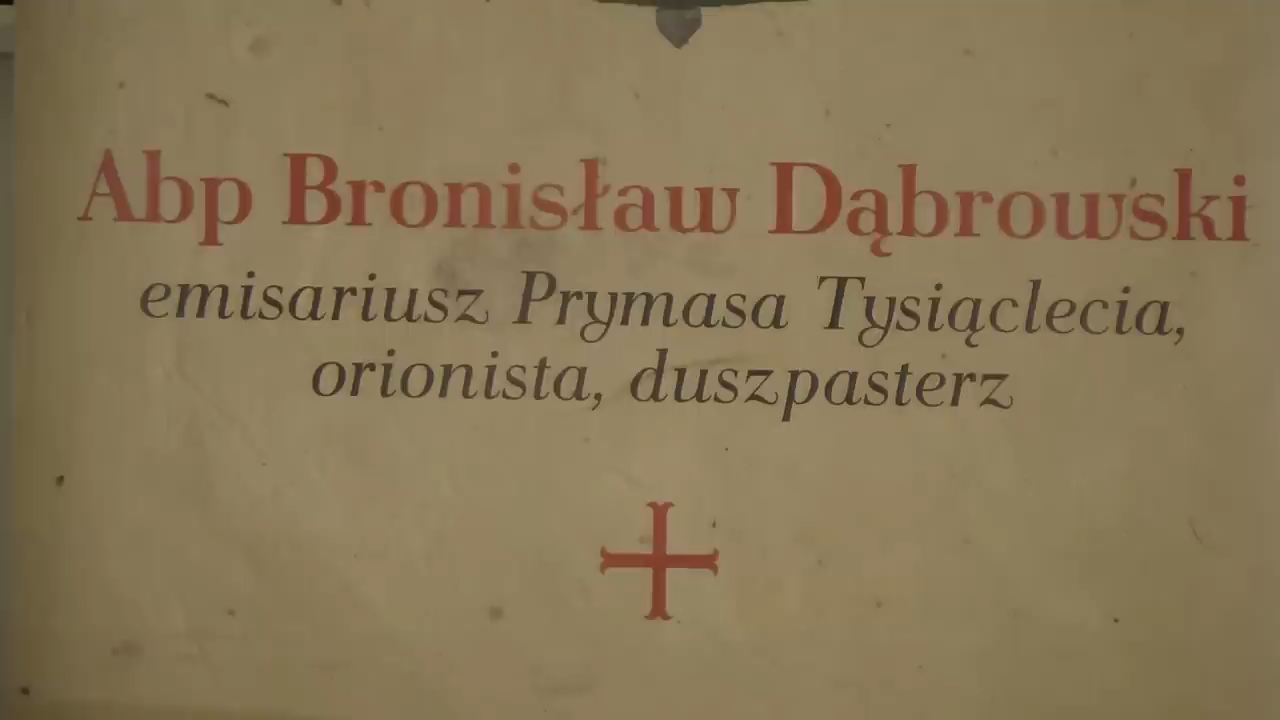 Abp Bronisław Dąbrowski
emisariusz Prymasa Tysiąclecia,
orionista, duszpasterz